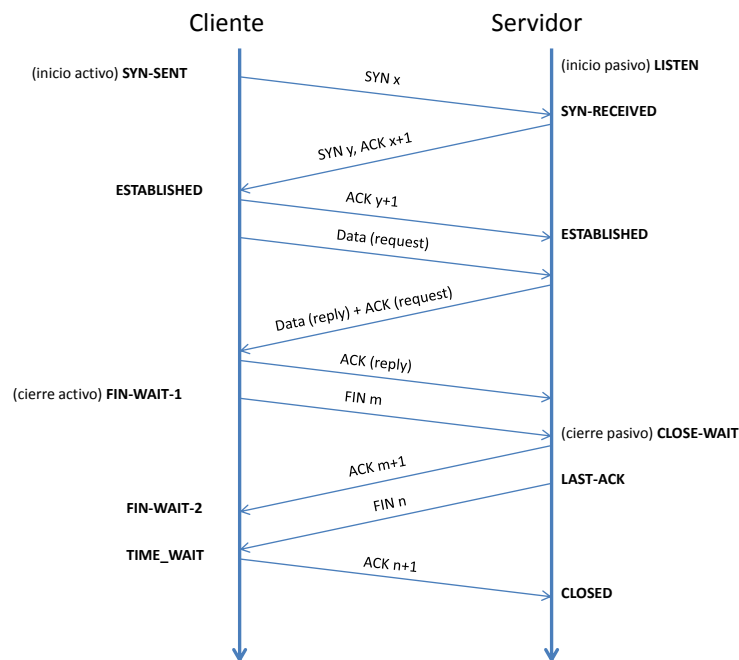 Cliente
Servidor
(inicio activo) SYN-SENT
(inicio pasivo) LISTEN
SYN x
SYN-RECEIVED
SYN y, ACK x+1
ESTABLISHED
ACK y+1
ESTABLISHED
Data (request)
Data (reply) + ACK (request)
ACK (reply)
(cierre activo) FIN-WAIT-1
FIN m
(cierre pasivo) CLOSE-WAIT
ACK m+1
LAST-ACK
FIN-WAIT-2
FIN n
TIME_WAIT
ACK n+1
CLOSED